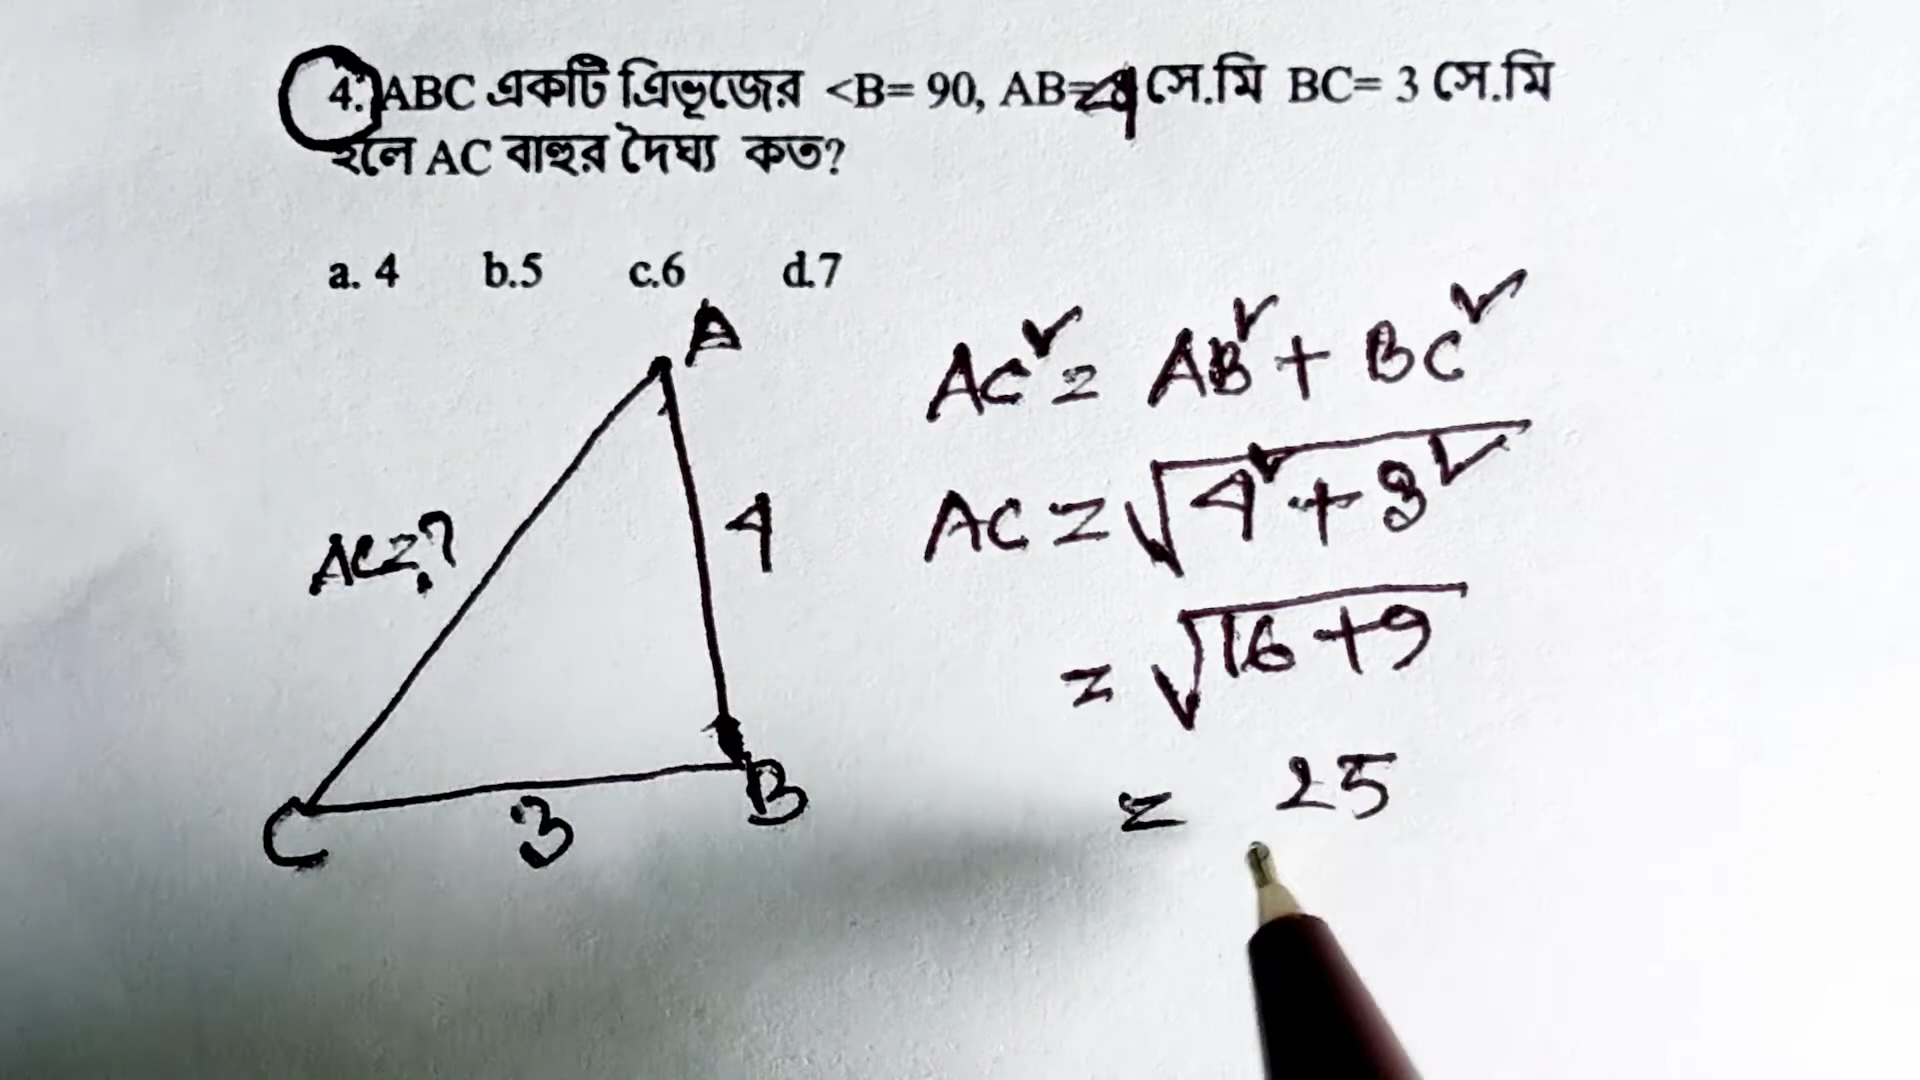 4. ABC একটি ত্রিভূজের <B= 90, AB=4 সে.মি BC= 3 সে.মি
হলে AC বাহুর দৈঘ্য কত?
a. 4 b.5 c.6 d.7
A
AC=?
4
C
3
B
AC² = AB² + BC²
AC = √4² + 3²
= √16+9
= 25